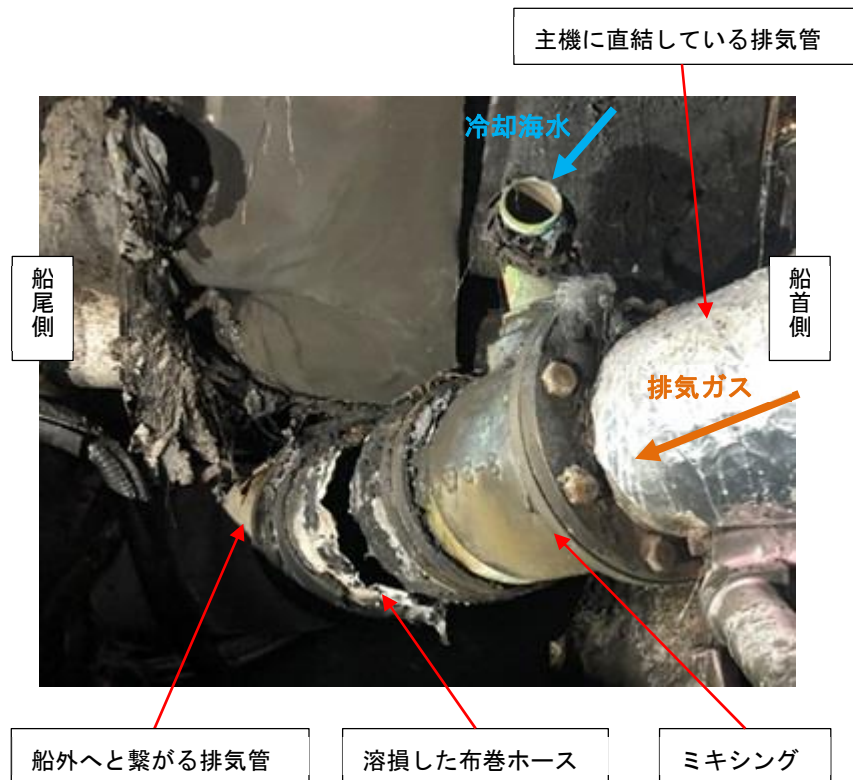 主機に直結している排気管
冷却海水
船尾側
船首側
排気ガス
船外へと繋がる排気管
溶損した布巻ホース
ミキシング